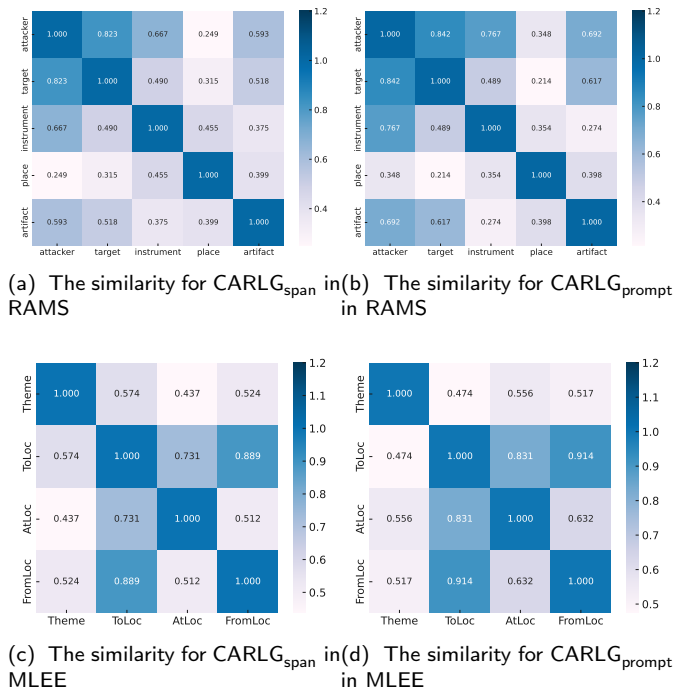 attacker 1.000 0.823 0.667 0.249 0.593
target 0.823 1.000 0.490 0.315 0.518
instrument 0.667 0.490 1.000 0.455 0.375
place 0.249 0.315 0.455 1.000 0.399
artifact 0.593 0.518 0.375 0.399 1.000
attacker target instrument place artifact
1.2
1.0
0.8
0.6
0.4
(a) The similarity for CARLG_span in
RAMS
attacker 1.000 0.842 0.767 0.348 0.692
target 0.842 1.000 0.489 0.214 0.617
instrument 0.767 0.489 1.000 0.354 0.274
place 0.348 0.214 0.354 1.000 0.398
artifact 0.692 0.617 0.274 0.398 1.000
attacker target instrument place artifact
1.2
1.0
0.8
0.6
0.4
(b) The similarity for CARLG_prompt
in RAMS
Theme 1.000 0.574 0.437 0.524
ToLoc 0.574 1.000 0.731 0.889
AtLoc 0.437 0.731 1.000 0.512
FromLoc 0.524 0.889 0.512 1.000
Theme ToLoc AtLoc FromLoc
1.2
1.1
1.0
0.9
0.8
0.7
0.6
0.5
(c) The similarity for CARLG_span in
MLEE
Theme 1.000 0.474 0.556 0.517
ToLoc 0.474 1.000 0.831 0.914
AtLoc 0.556 0.831 1.000 0.632
FromLoc 0.517 0.914 0.632 1.000
Theme ToLoc AtLoc FromLoc
1.2
1.1
1.0
0.9
0.8
0.7
0.6
0.5
(d) The similarity for CARLG_prompt
in MLEE